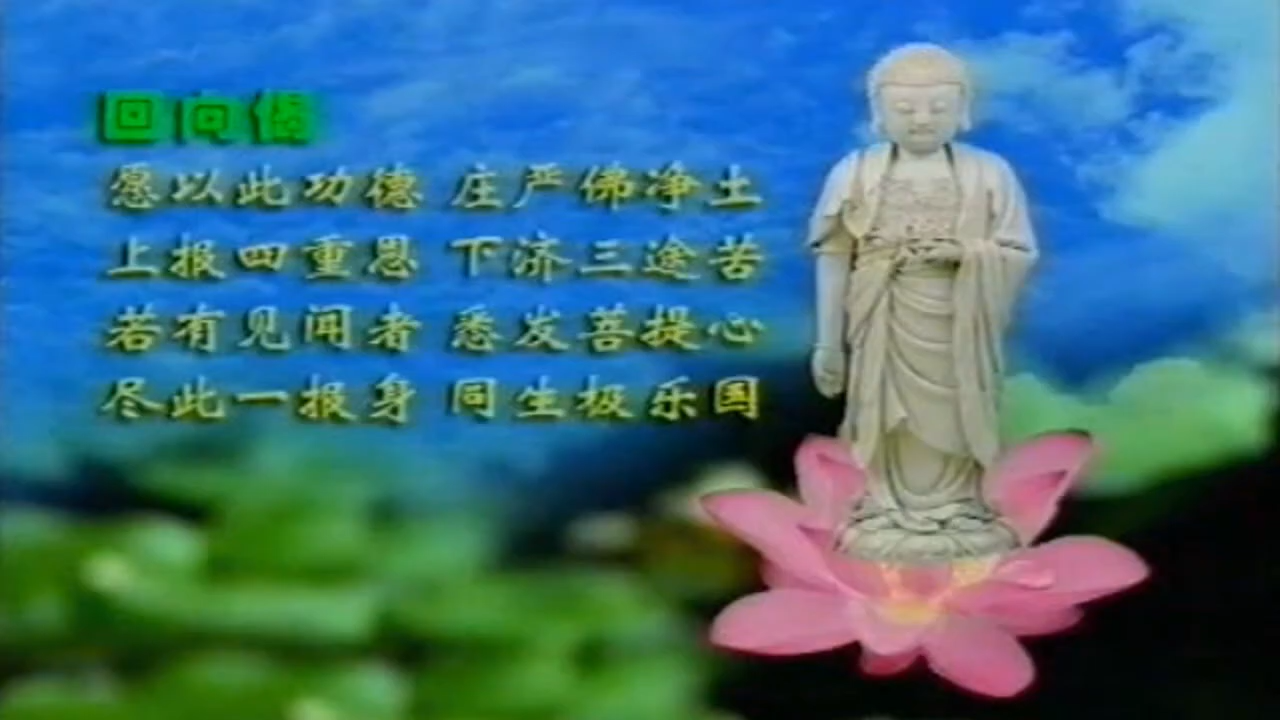 回向偈
愿以此功德 庄严佛净土
上报四重恩 下济三途苦
若有见闻者 悉发菩提心
尽此一报身 同生极乐国